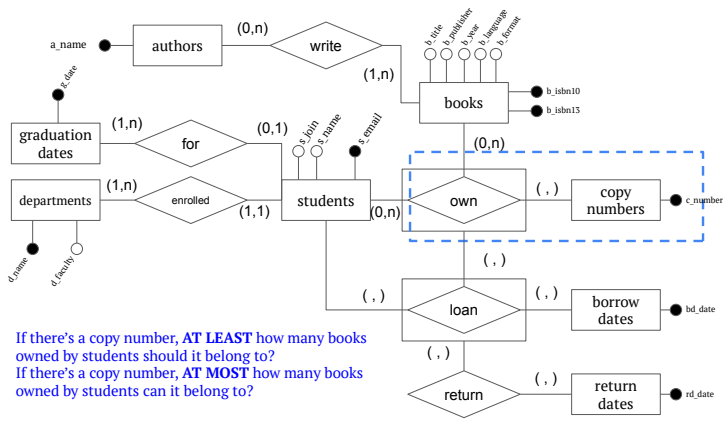 b_title
b_publisher
b_year
b_language
b_format
(0,n)
a_name
authors
write
(1,n)
g_date
b_isbn10
books
b_isbn13
s_join
s_name
s_email
(1,n)
(0,1)
graduation
dates
for
(0,n)
(1,n)
departments
enrolled
(1,1)
students
(0,n)
own
( , )
copy
numbers
c_number
d_name
d_faculty
( , )
( , )
loan
( , )
borrow
dates
bd_date
If there's a copy number, AT LEAST how many books
owned by students should it belong to?
If there's a copy number, AT MOST how many books
owned by students can it belong to?
( , )
return
( , )
return
dates
rd_date